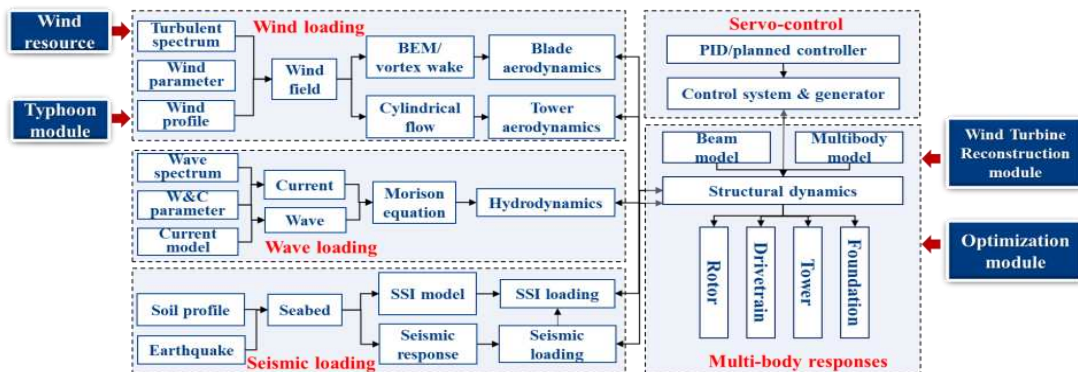 Wind
resource
Typhoon
module
Wind loading
Turbulent
spectrum
Wind
parameter
Wind
profile
Wind
field
BEM/
vortex wake
Blade
aerodynamics
Cylindrical
flow
Tower
aerodynamics
Wave
spectrum
W&C
parameter
Current
model
Current
Wave
Morison
equation
Hydrodynamics
Wave loading
Soil profile
Earthquake
Seabed
SSI model
SSI loading
Seismic
response
Seismic
loading
Seismic loading
Servo-control
PID/planned controller
Control system & generator
Beam
model
Multibody model
Structural dynamics
Rotor
Drivetrain
Tower
Foundation
Multi-body responses
Wind Turbine
Reconstruction
module
Optimization
module